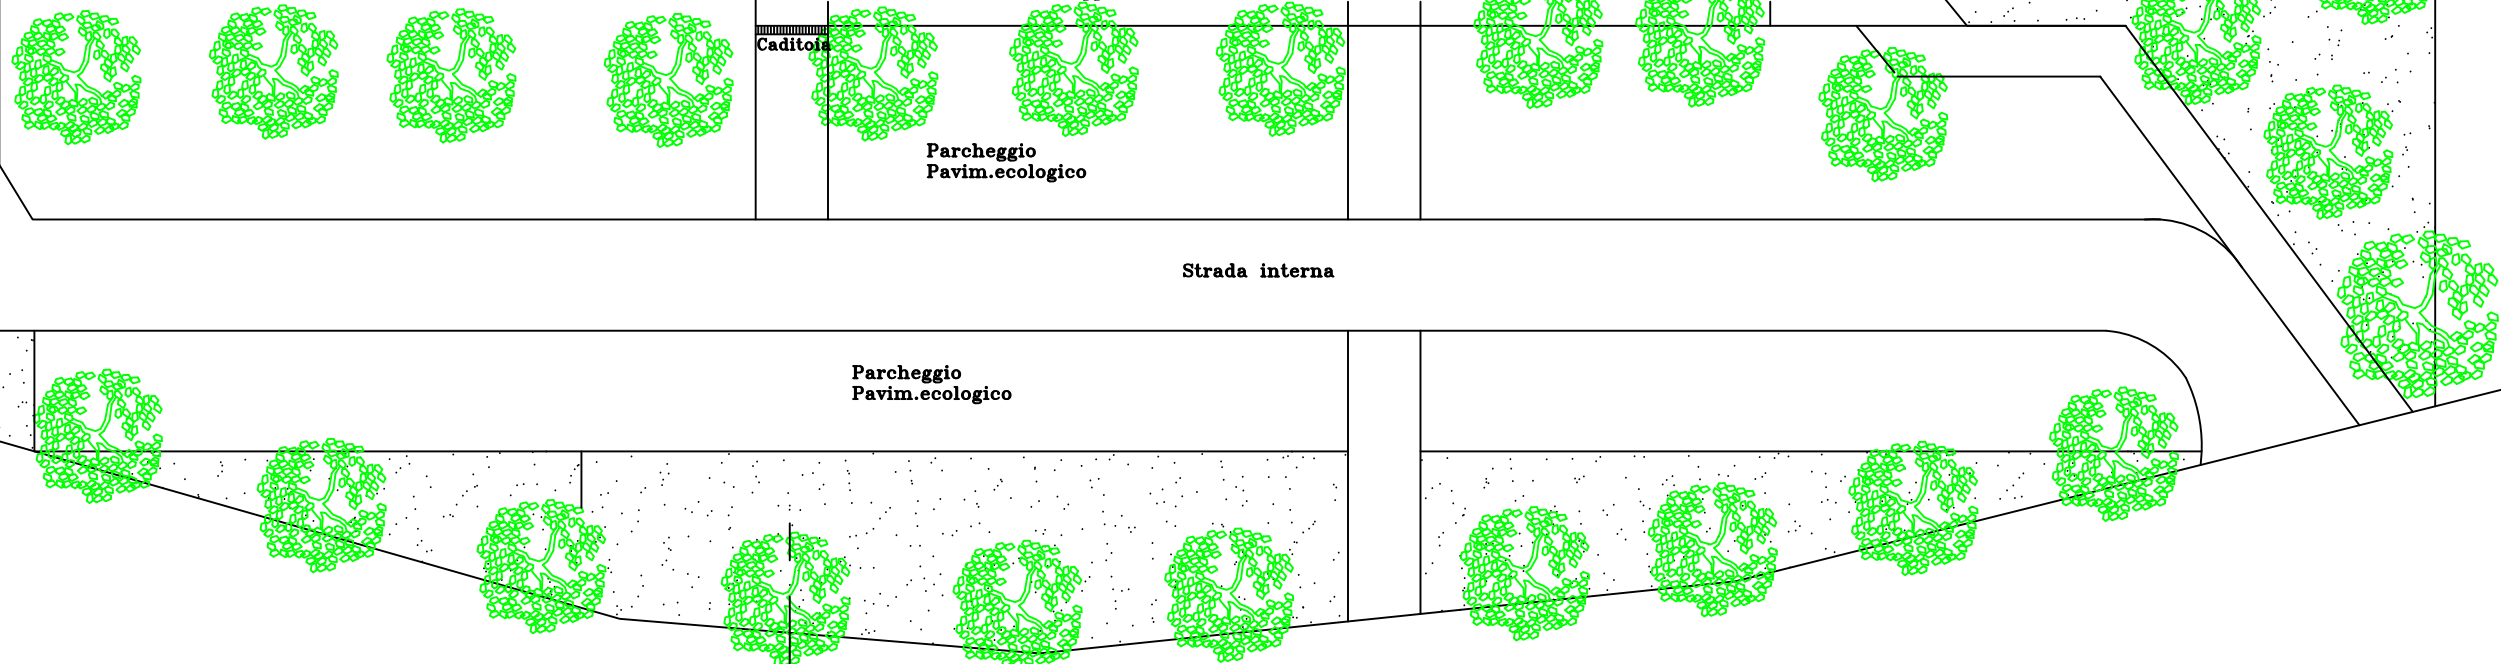 Caditoia
Parcheggio
Pavim.ecologico
Strada interna
Parcheggio
Pavim.ecologico